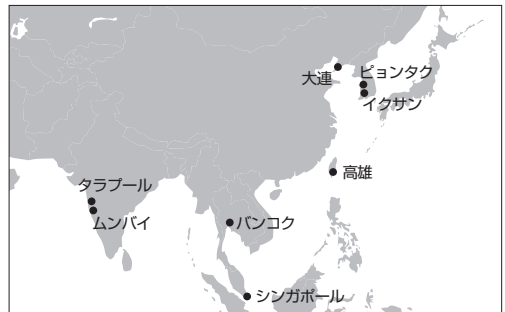 大連
ピョンタク
イクサン
高雄
タラプール
ムンバイ
バンコク
シンガポール